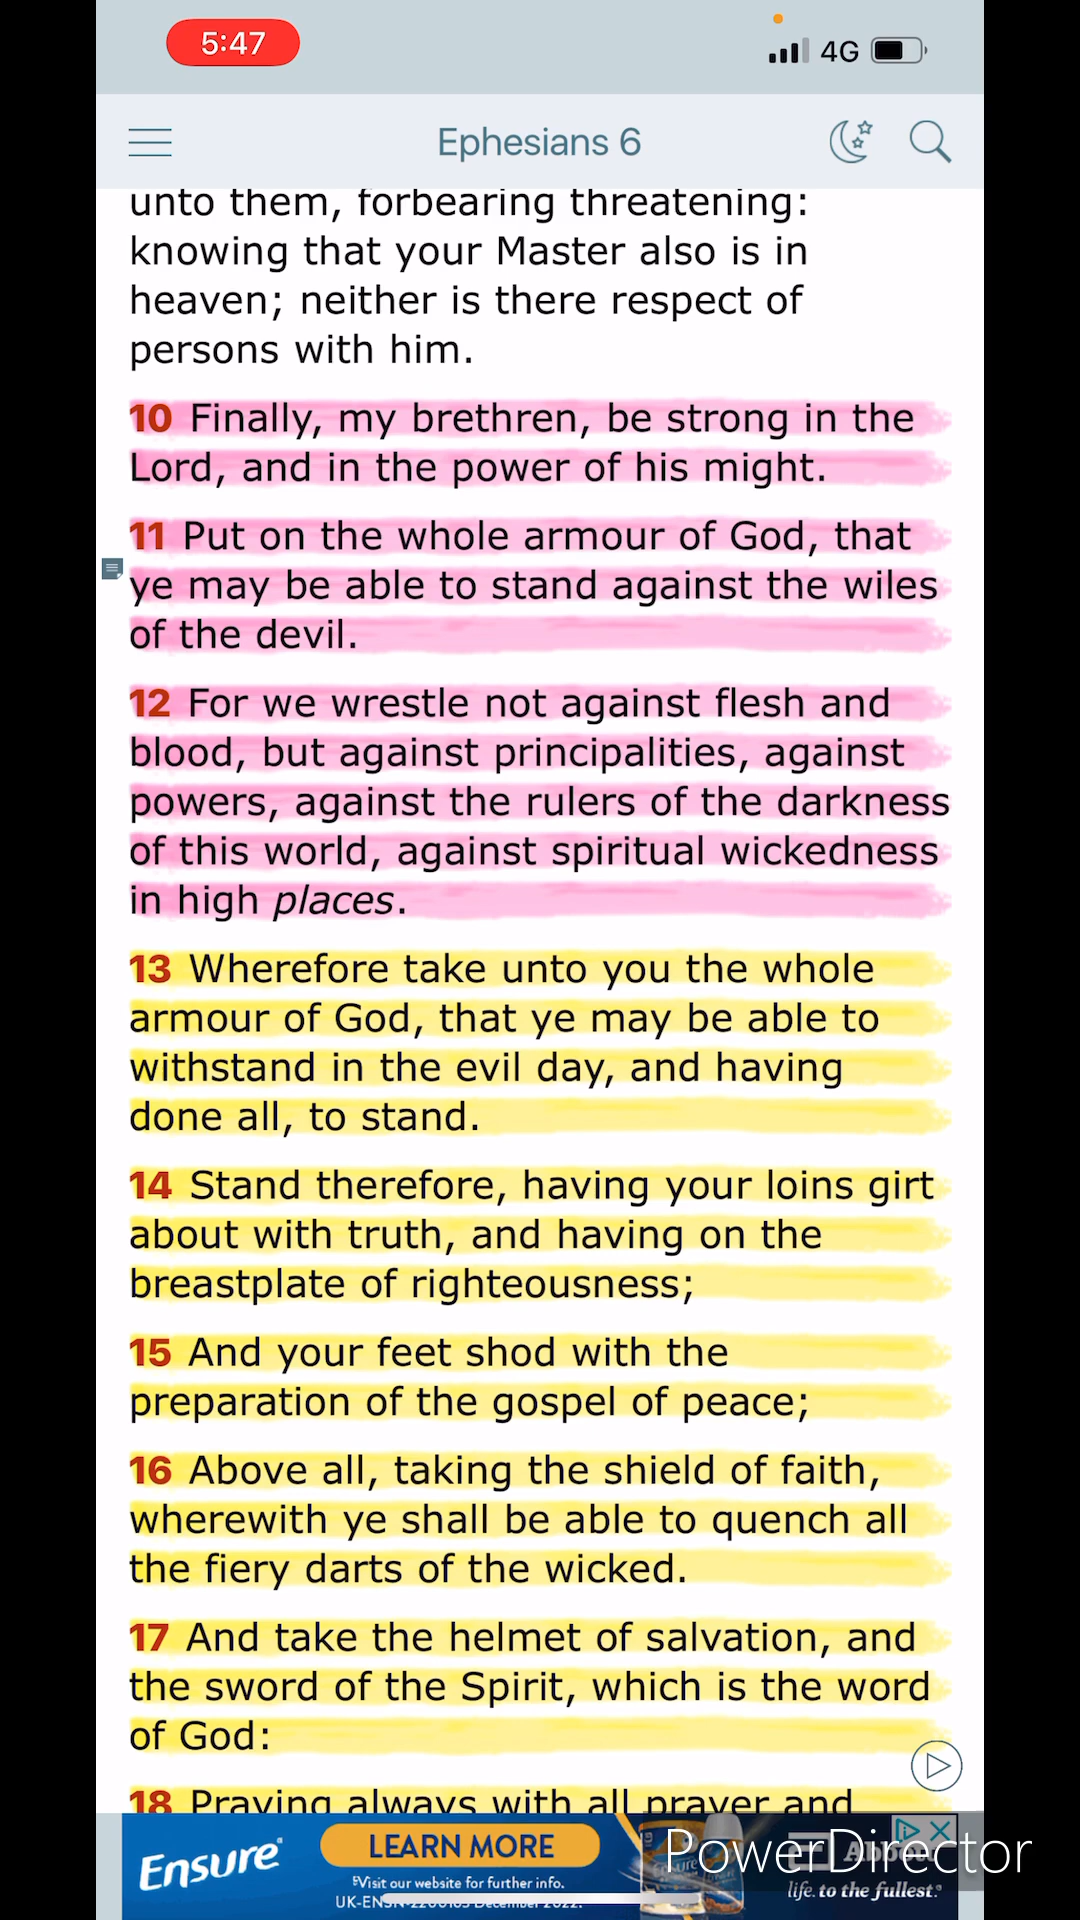 5:47
4G
Ephesians 6
unto them, forbearing threatening:
knowing that your Master also is in
heaven; neither is there respect of
persons with him.
10 Finally, my brethren, be strong in the
Lord, and in the power of his might.
11 Put on the whole armour of God, that
ye may be able to stand against the wiles
of the devil.
12 For we wrestle not against flesh and
blood, but against principalities, against
powers, against the rulers of the darkness
of this world, against spiritual wickedness
in high places.
13 Wherefore take unto you the whole
armour of God, that ye may be able to
withstand in the evil day, and having
done all, to stand.
14 Stand therefore, having your loins girt
about with truth, and having on the
breastplate of righteousness;
15 And your feet shod with the
preparation of the gospel of peace;
16 Above all, taking the shield of faith,
wherewith ye shall be able to quench all
the fiery darts of the wicked.
17 And take the helmet of salvation, and
the sword of the Spirit, which is the word
of God:
18 Praying always with all prayer and
Ensure
LEARN MORE
Visit our website for further info.
December 2022.
Abbott
life. to the fullest.
PowerDirector